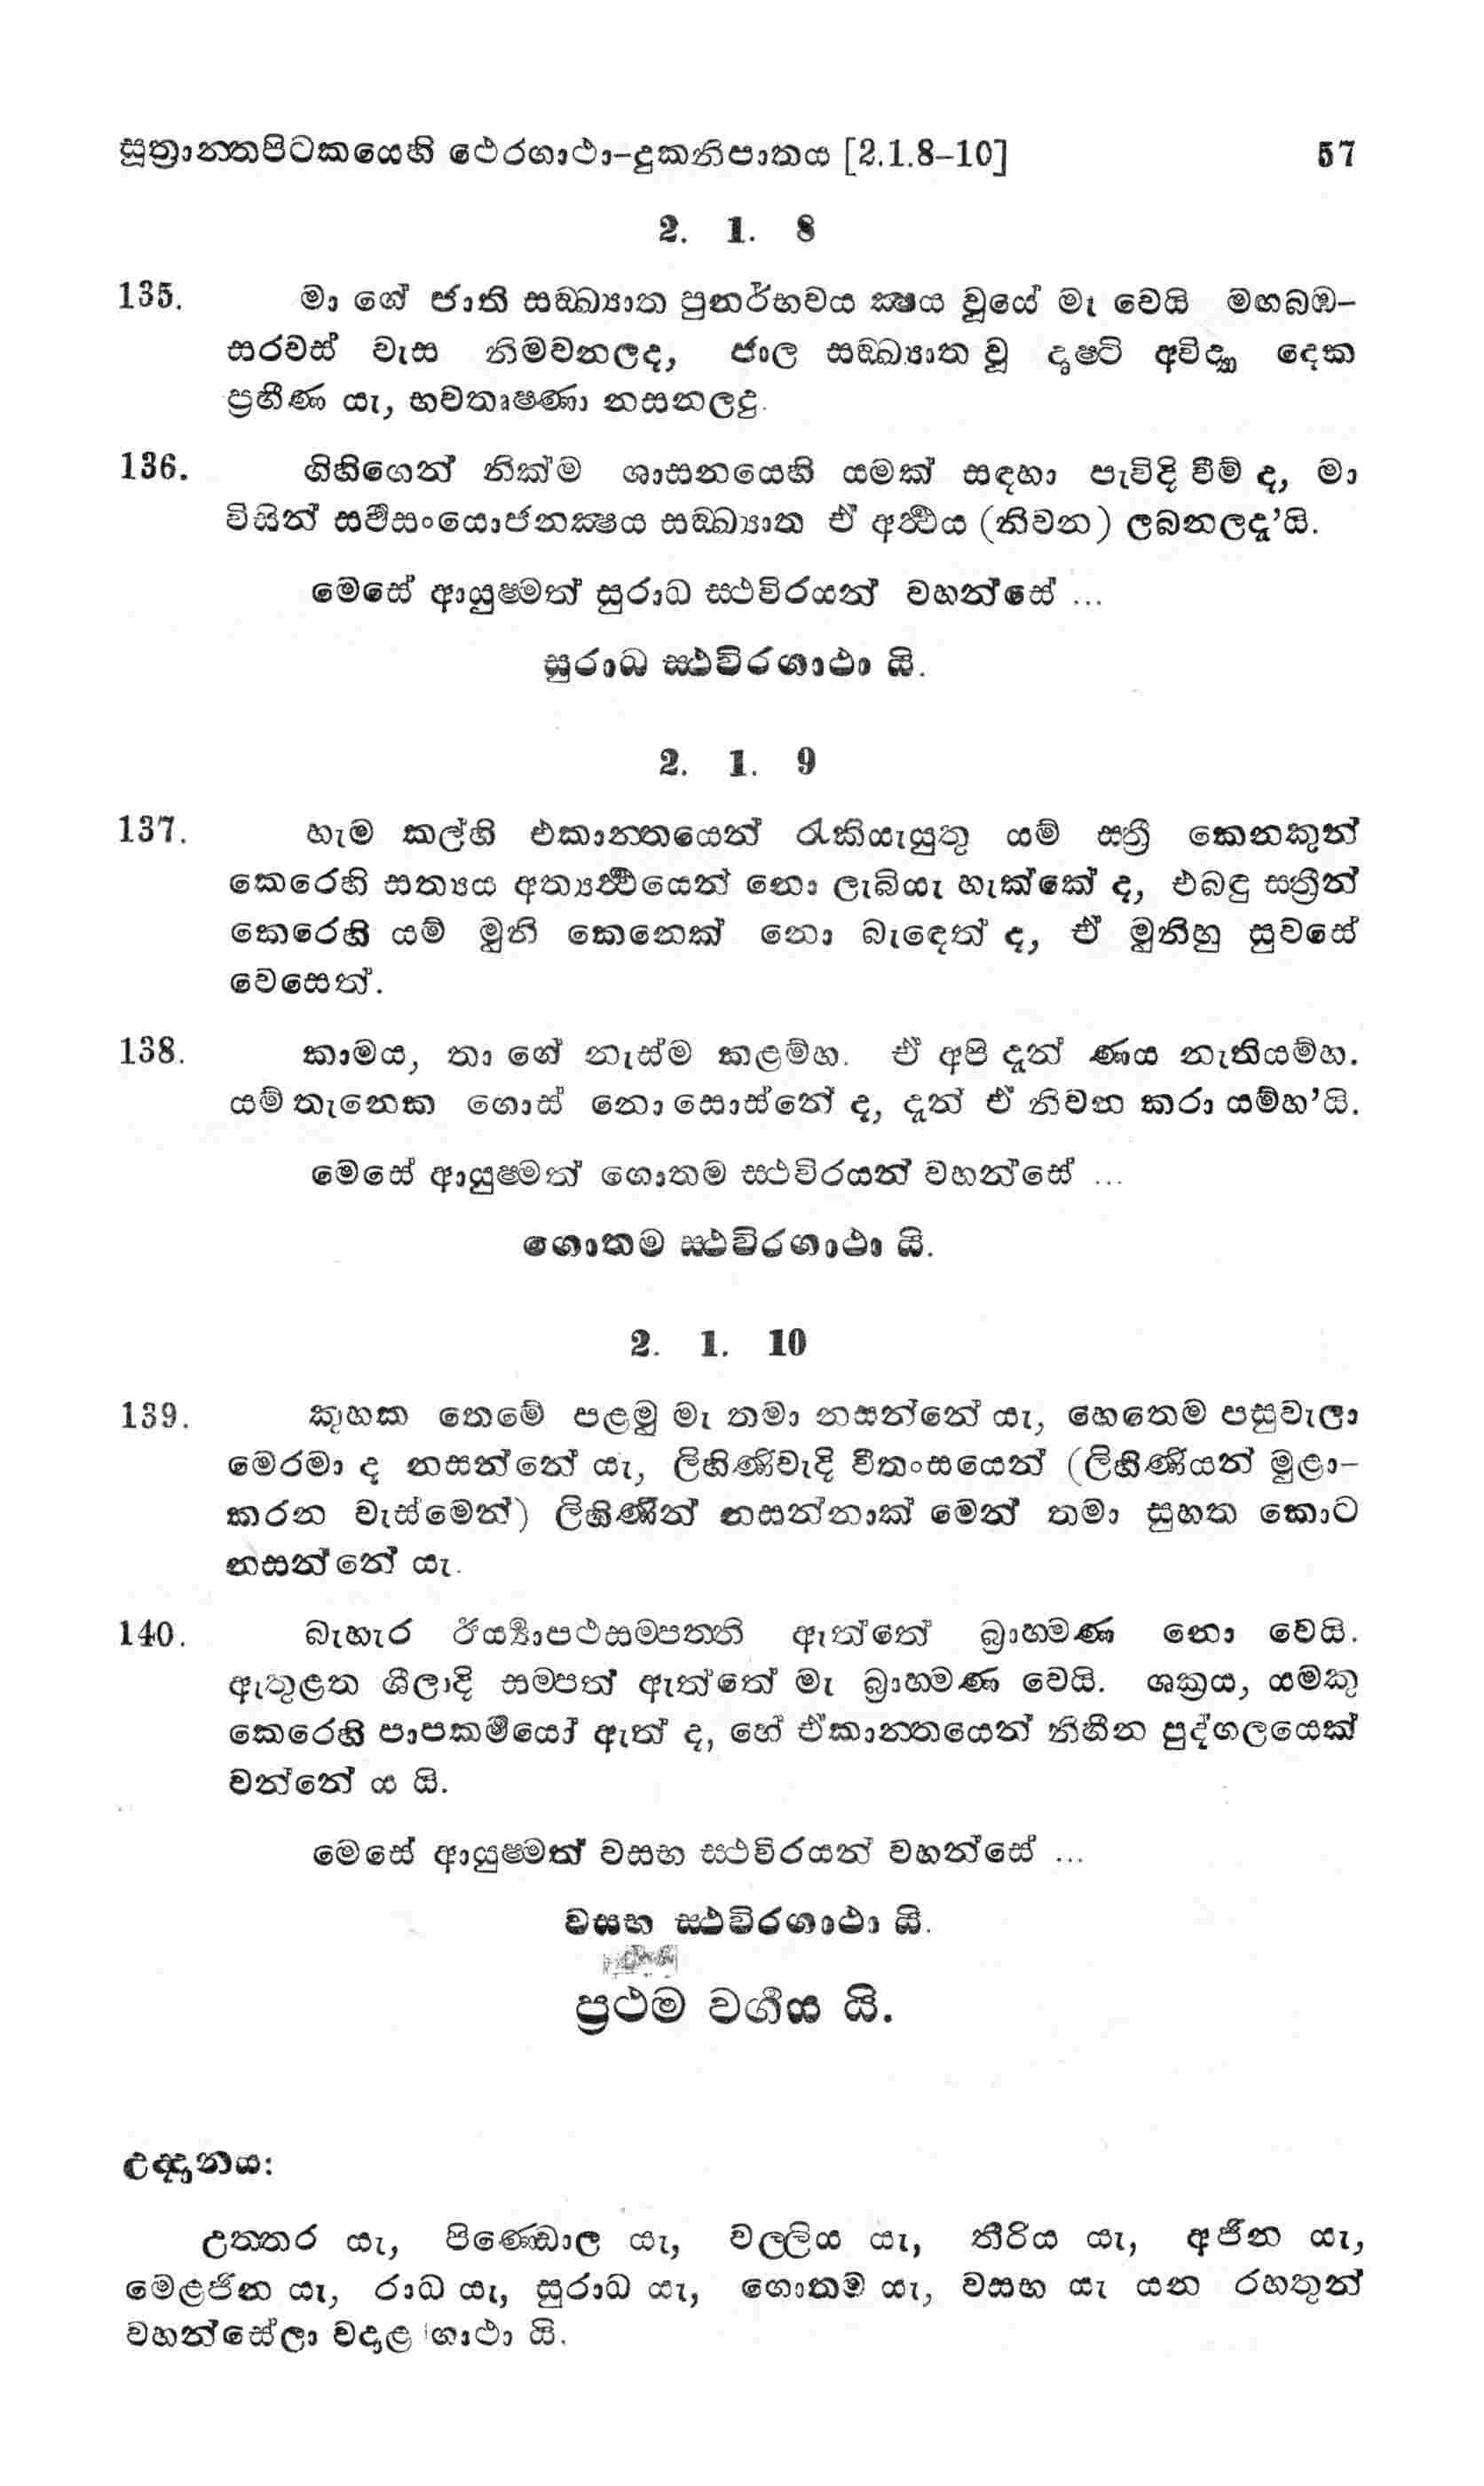 සූත්‍රාන්තපිටකයෙහි ථෙරගාථා-දුකනිපාතය [2.1.8-10] 57
2. 1. 8
135. මා ගේ ජාති සඞ්ඛ්‍යාත පුනර්භවය ක්‍ෂය වූයේ මැ වෙයි මඟබඹ-
සරවස් වැස නිමවනලද, ජාල සඞ්ඛ්‍යාත වූ දෘෂ්ටි අවිද්‍යා දෙක
ප්‍රහීණ යැ, භවතෘෂ්ණා නසනලදු.
136. ගිහිගෙන් නික්ම ශාසනයෙහි යමක් සඳහා පැවිදි වීම් ද, මා
විසින් සර්‍වසංයොජනක්‍ෂය සඞ්ඛ්‍යාත ඒ අර්‍ත්‍ථය (නිවන) ලබනලදැ'යි.
මෙසේ ආයුෂ්මත් සුරාධ ස්ථවිරයන් වහන්සේ ...
සුරාධ ස්ථවිරගාථා යි.
2. 1. 9
137. හැම කල්හි එකාන්තයෙන් රැකියැයුතු යම් ස්ත්‍රී කෙනකුන්
කෙරෙහි සත්‍යය අත්‍යර්‍ත්‍ථයෙන් නො ලැබියැ හැක්කේ ද, එබඳු ස්ත්‍රීන්
කෙරෙහි යම් මුනි කෙනෙක් නො බැඳෙත් ද, ඒ මුනිහු සුවසේ
වෙසෙත්.
138. කාමය, තා ගේ නැස්ම කළම්හ. ඒ අපි දැන් ණය නැතියම්හ.
යම් තැනෙක ගොස් නො සොස්නේ ද, දැන් ඒ නිවන කරා යම්හ'යි.
මෙසේ ආයුෂ්මත් ගොතම ස්ථවිරයන් වහන්සේ ...
ගොතම ස්ථවිරගාථා යි.
2. 1. 10
139. කුහක තෙමේ පළමු මැ තමා නසන්නේ යැ, හෙතෙම පසුවැලා
මෙරමා ද නසන්නේ යැ, ලිහිණිවැදි වීතංසයෙන් (ලිහිණියන් මුළා-
කරන වැස්මෙන්) ලිහිණීන් නසන්නාක් මෙන් තමා සුහත කොට
නසන්නේ යැ.
140. බැහැර ඊර්‍ය්‍යාපථසම්පත්ති ඇත්තේ බ්‍රාහ්මණ නො වෙයි.
ඇතුළත ශීලාදි සම්පත් ඇත්තේ මැ බ්‍රාහ්මණ වෙයි. ශක්‍රය, යමකු
කෙරෙහි පාපකර්‍මයෝ ඇත් ද, හේ ඒකාන්තයෙන් නිහීන පුද්ගලයෙක්
වන්නේ ය යි.
මෙසේ ආයුෂ්මත් වසභ ස්ථවිරයන් වහන්සේ ...
වසභ ස්ථවිරගාථා යි.
ප්‍රථම වර්‍ගය යි.
උද්දානය:
උත්තර යැ, පිණ්ඩොල යැ, වල්ලිය යැ, තීරිය යැ, අජින යැ,
මෙළජින යැ, රාධ යැ, සුරාධ යැ, ගොතම යැ, වසභ යැ යන රහතුන්
වහන්සේලා වදාළ ගාථා යි.